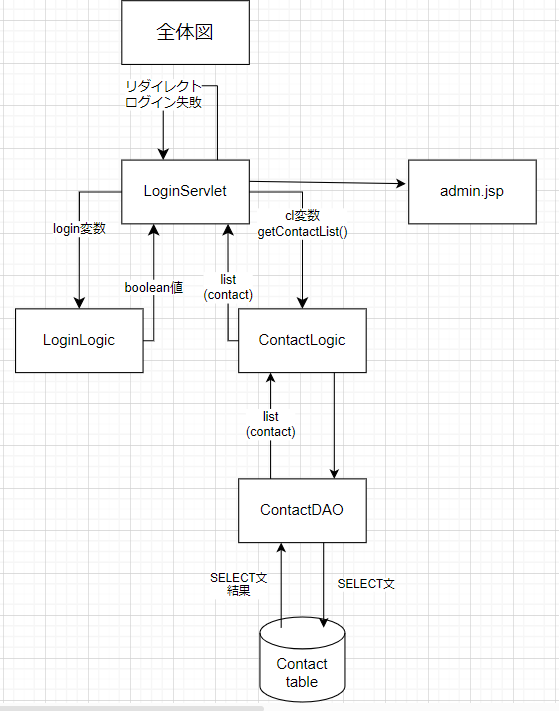 全体図
リダイレクト
ログイン失敗
LoginServlet
admin.jsp
login変数
cl変数
getContactList()
boolean値
list
(contact)
LoginLogic
ContactLogic
list
(contact)
ContactDAO
SELECT文
結果
SELECT文
Contact
table